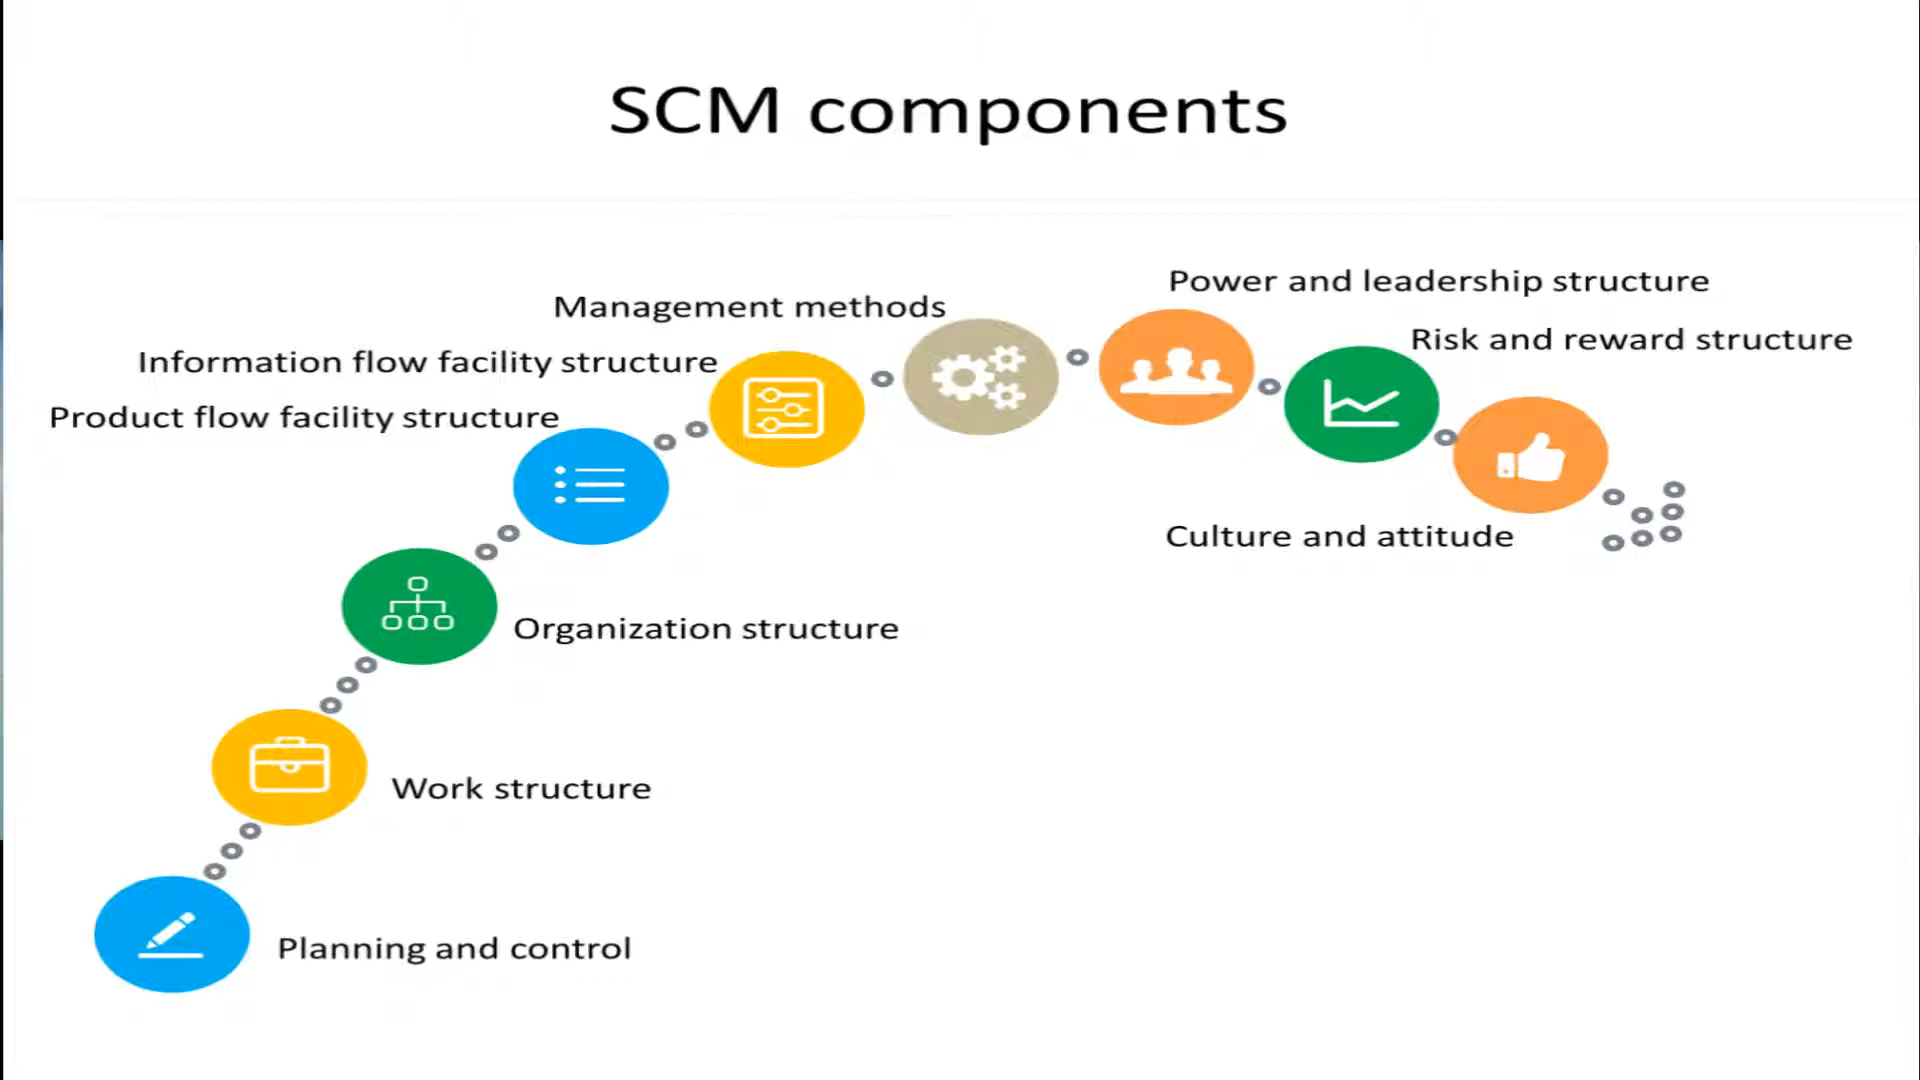 SCM components
Power and leadership structure
Management methods
Risk and reward structure
Information flow facility structure
Product flow facility structure
Culture and attitude
Organization structure
Work structure
Planning and control